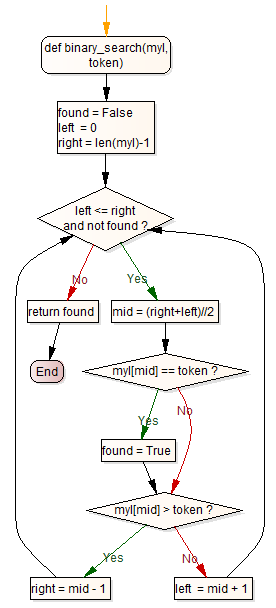 def binary_search(myl,
token)
found = False
left  = 0
right = len(myl)-1
left <= right
and not found ?
No
Yes
return found
mid = (right+left)//2
End
myl[mid] == token ?
Yes
No
found = True
myl[mid] > token ?
Yes
No
right = mid - 1
left  = mid + 1